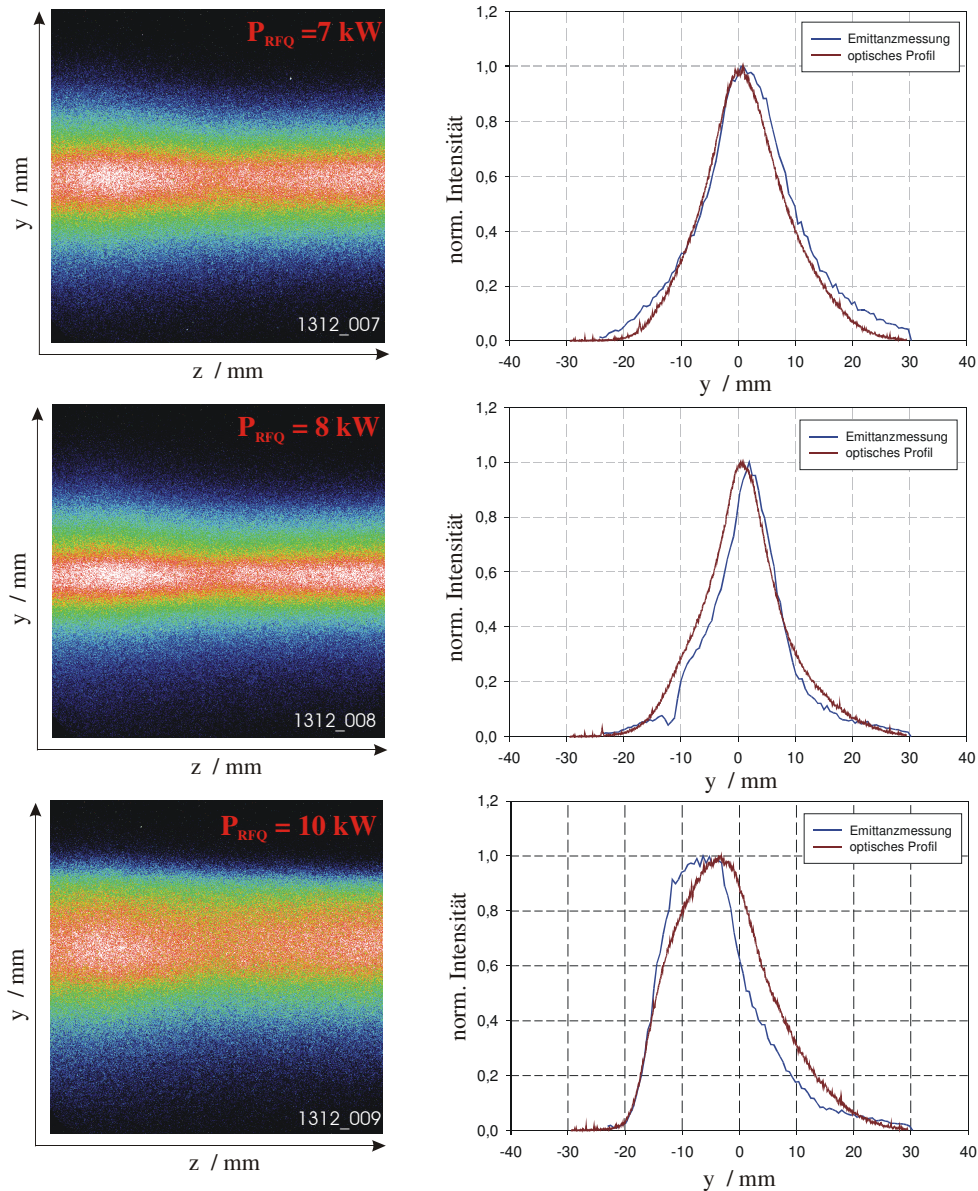 P_RFQ =7 kW
y / mm
1312_007
z / mm
norm. Intensität
1,2
1,0
0,8
0,6
0,4
0,2
0,0
Emittanzmessung
optisches Profil
-40 -30 -20 -10 0 10 20 30 40
y / mm
P_RFQ = 8 kW
y / mm
1312_008
z / mm
norm. Intensität
1,2
1,0
0,8
0,6
0,4
0,2
0,0
Emittanzmessung
optisches Profil
-40 -30 -20 -10 0 10 20 30 40
y / mm
P_RFQ = 10 kW
y / mm
1312_009
z / mm
norm. Intensität
1,2
1,0
0,8
0,6
0,4
0,2
0,0
Emittanzmessung
optisches Profil
-40 -30 -20 -10 0 10 20 30 40
y / mm